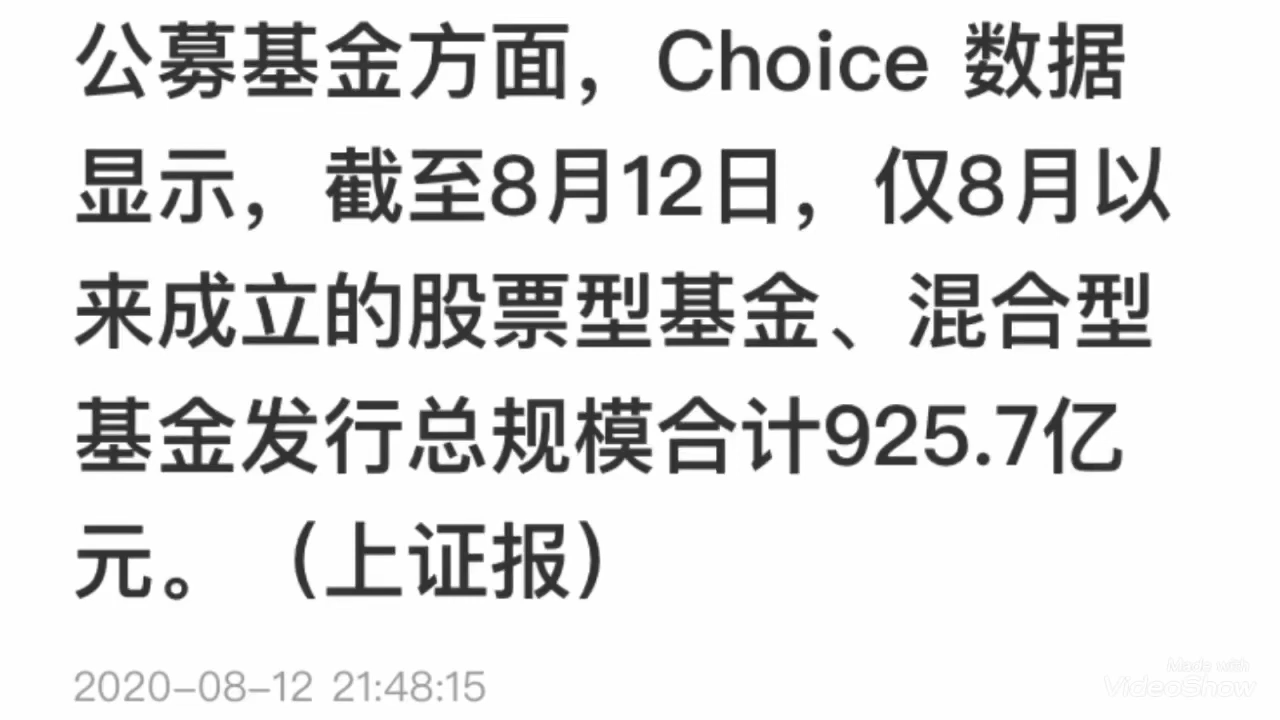 公募基金方面，Choice 数据
显示，截至8月12日，仅8月以
来成立的股票型基金、混合型
基金发行总规模合计925.7亿
元。（上证报）
2020-08-12 21:48:15
Made with
VideoShow